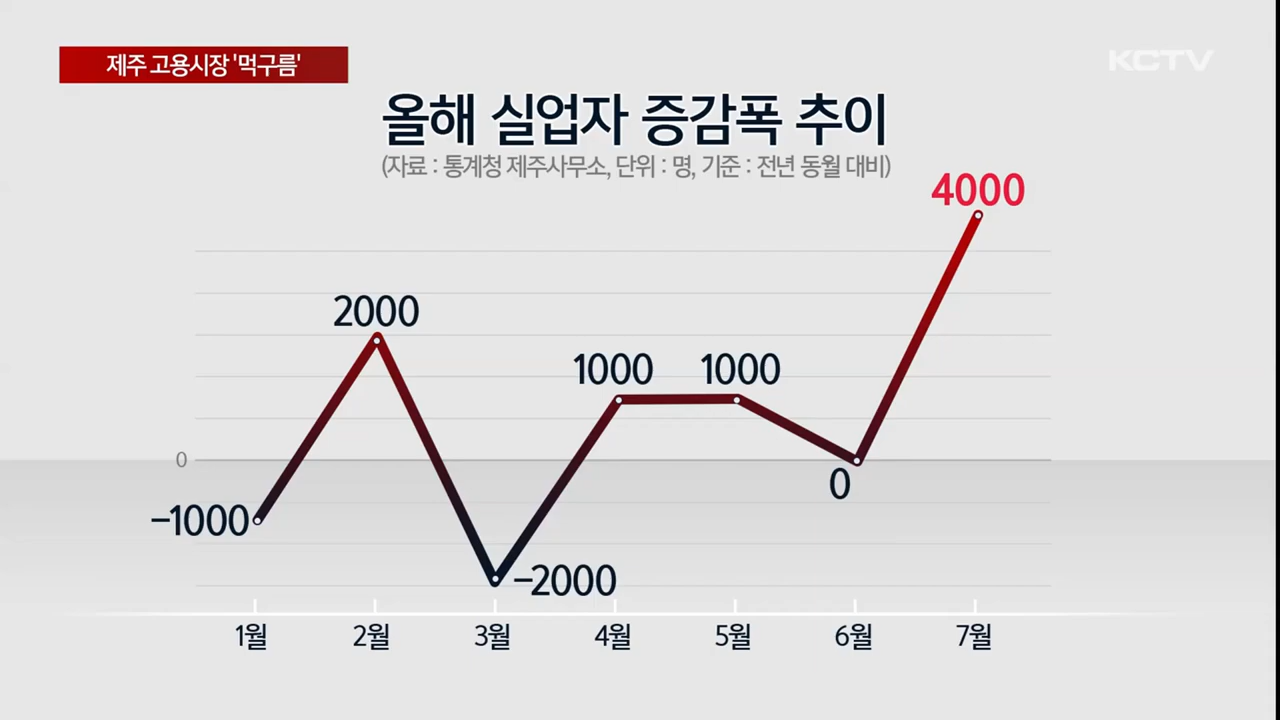 제주 고용시장 '먹구름'
KCTV
올해 실업자 증감폭 추이
(자료 : 통계청 제주사무소, 단위 : 명, 기준 : 전년 동월 대비)
4000
2000
1000
1000
0
0
-1000
-2000
1월
2월
3월
4월
5월
6월
7월